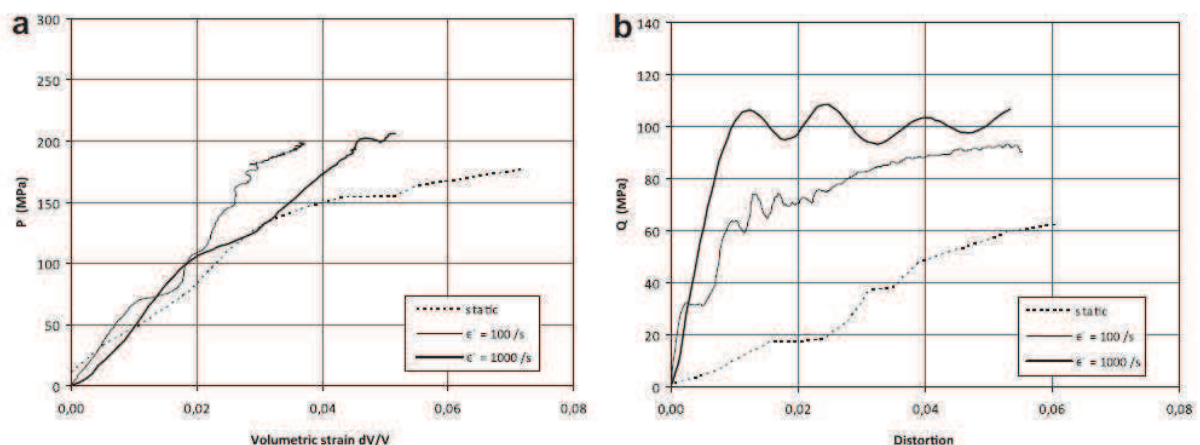 a
300
250
200
150
100
50
0
P (MPa)
0,00 0,02 0,04 0,06 0,08
Volumetric strain dV/V
static
ε˙ = 100 /s
ε˙ = 1000 /s
b
140
120
100
80
60
40
20
0
Q (MPa)
0,00 0,02 0,04 0,06 0,08
Distortion
static
ε˙ = 100 /s
ε˙ = 1000 /s